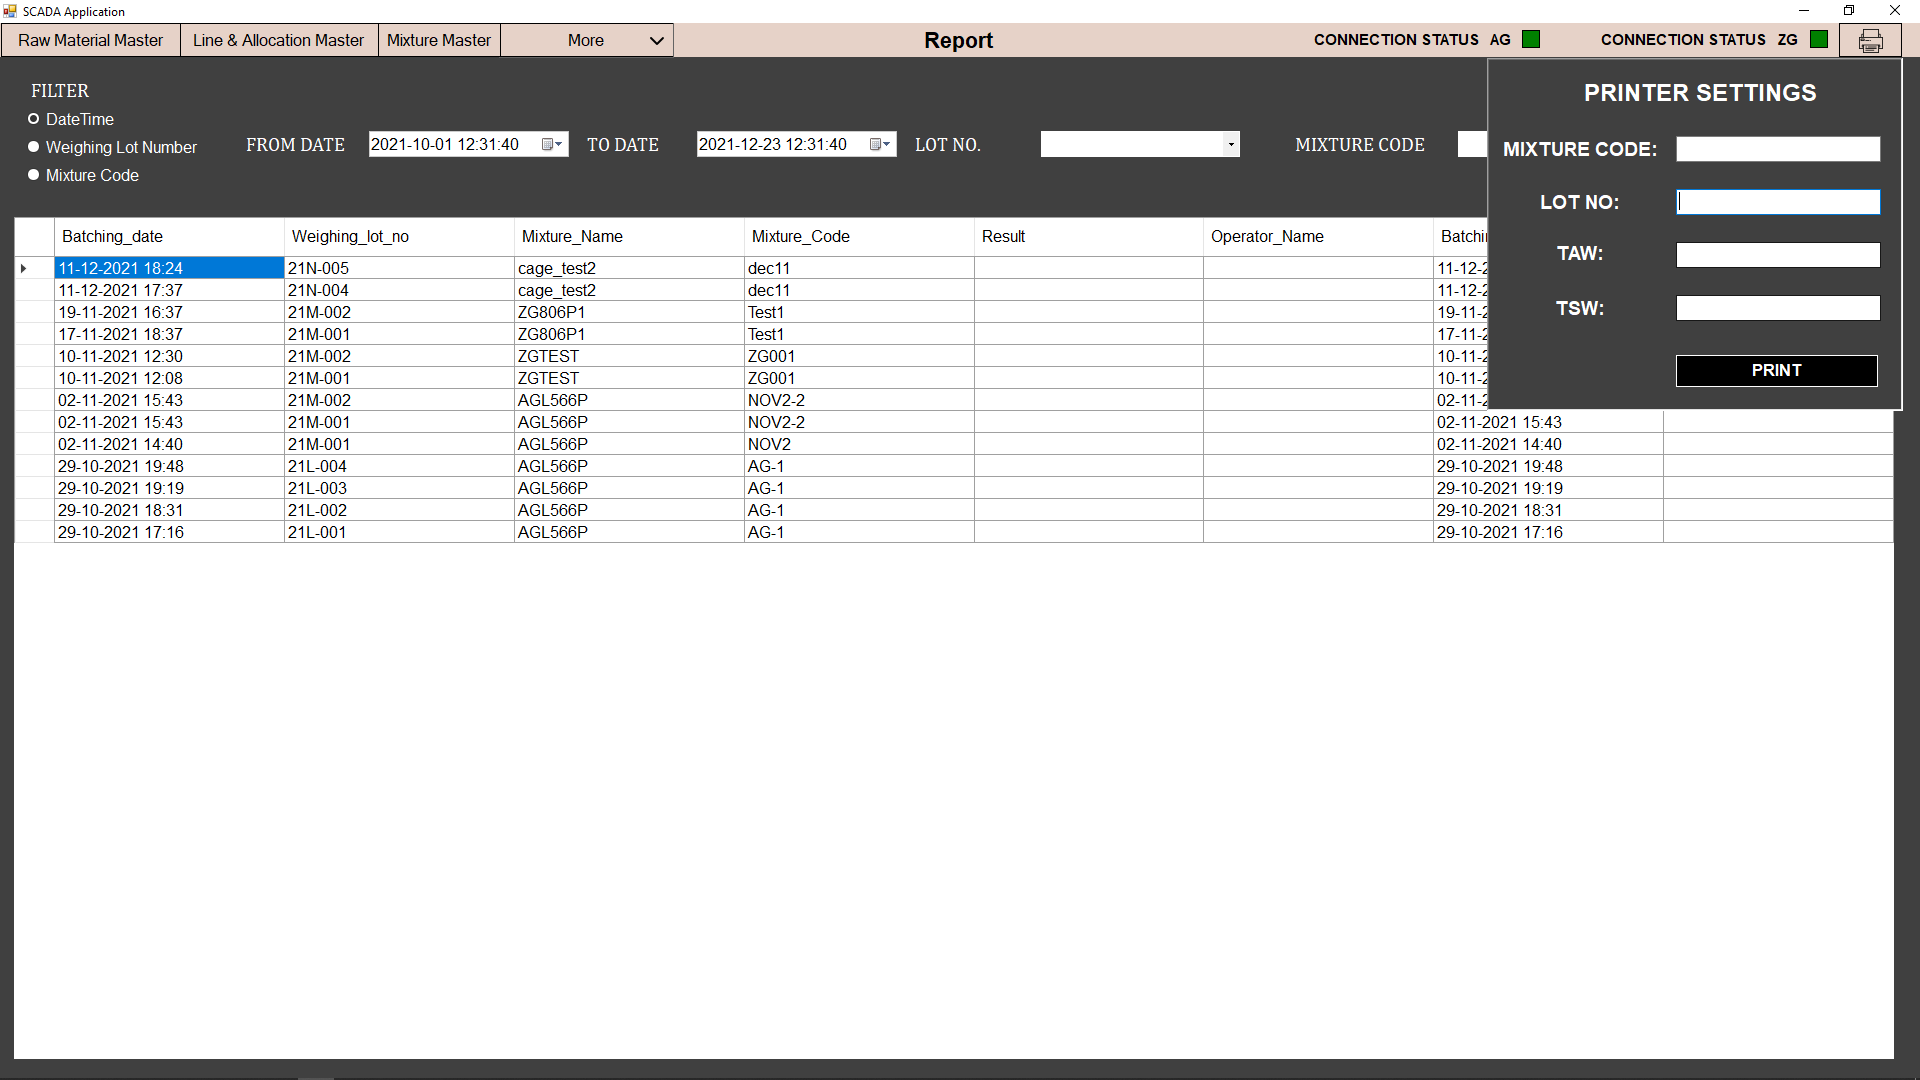 SCADA Application
Raw Material Master Line & Allocation Master Mixture Master More Report CONNECTION STATUS AG CONNECTION STATUS ZG
FILTER
DateTime
Weighing Lot Number
Mixture Code
FROM DATE 2021-10-01 12:31:40 TO DATE 2021-12-23 12:31:40 LOT NO. MIXTURE CODE
PRINTER SETTINGS
MIXTURE CODE:
LOT NO:
TAW:
TSW:
PRINT
Batching_date Weighing_lot_no Mixture_Name Mixture_Code Result Operator_Name Batchi
11-12-2021 18:24 21N-005 cage_test2 dec11 11-12-2
11-12-2021 17:37 21N-004 cage_test2 dec11 11-12-2
19-11-2021 16:37 21M-002 ZG806P1 Test1 19-11-2
17-11-2021 18:37 21M-001 ZG806P1 Test1 17-11-2
10-11-2021 12:30 21M-002 ZGTEST ZG001 10-11-2
10-11-2021 12:08 21M-001 ZGTEST ZG001 10-11-2
02-11-2021 15:43 21M-002 AGL566P NOV2-2 02-11-2
02-11-2021 15:43 21M-001 AGL566P NOV2-2 02-11-2021 15:43
02-11-2021 14:40 21M-001 AGL566P NOV2 02-11-2021 14:40
29-10-2021 19:48 21L-004 AGL566P AG-1 29-10-2021 19:48
29-10-2021 19:19 21L-003 AGL566P AG-1 29-10-2021 19:19
29-10-2021 18:31 21L-002 AGL566P AG-1 29-10-2021 18:31
29-10-2021 17:16 21L-001 AGL566P AG-1 29-10-2021 17:16